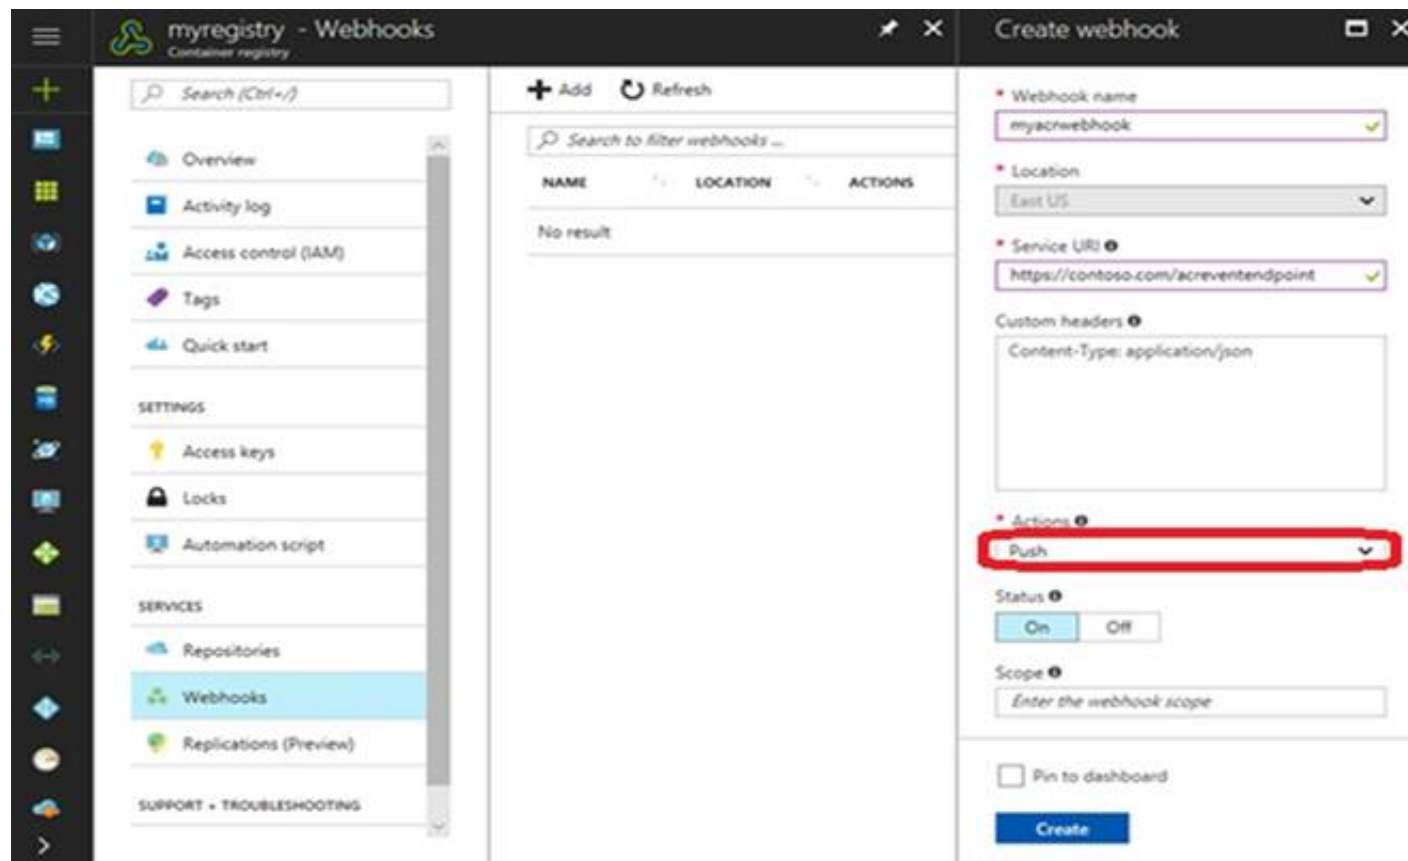 myregistry - Webhooks
Container registry
Search (Ctrl+/)
Overview
Activity log
Access control (IAM)
Tags
Quick start
SETTINGS
Access keys
Locks
Automation script
SERVICES
Repositories
Webhooks
Replications (Preview)
SUPPORT + TROUBLESHOOTING
Add Refresh
Search to filter webhooks ...
NAME LOCATION ACTIONS
No result
Create webhook
* Webhook name
myacrwebhook
* Location
East US
* Service URI
https://contoso.com/acreventendpoint
Custom headers
Content-Type: application/json
* Actions
Push
Status
On Off
Scope
Enter the webhook scope
Pin to dashboard
Create